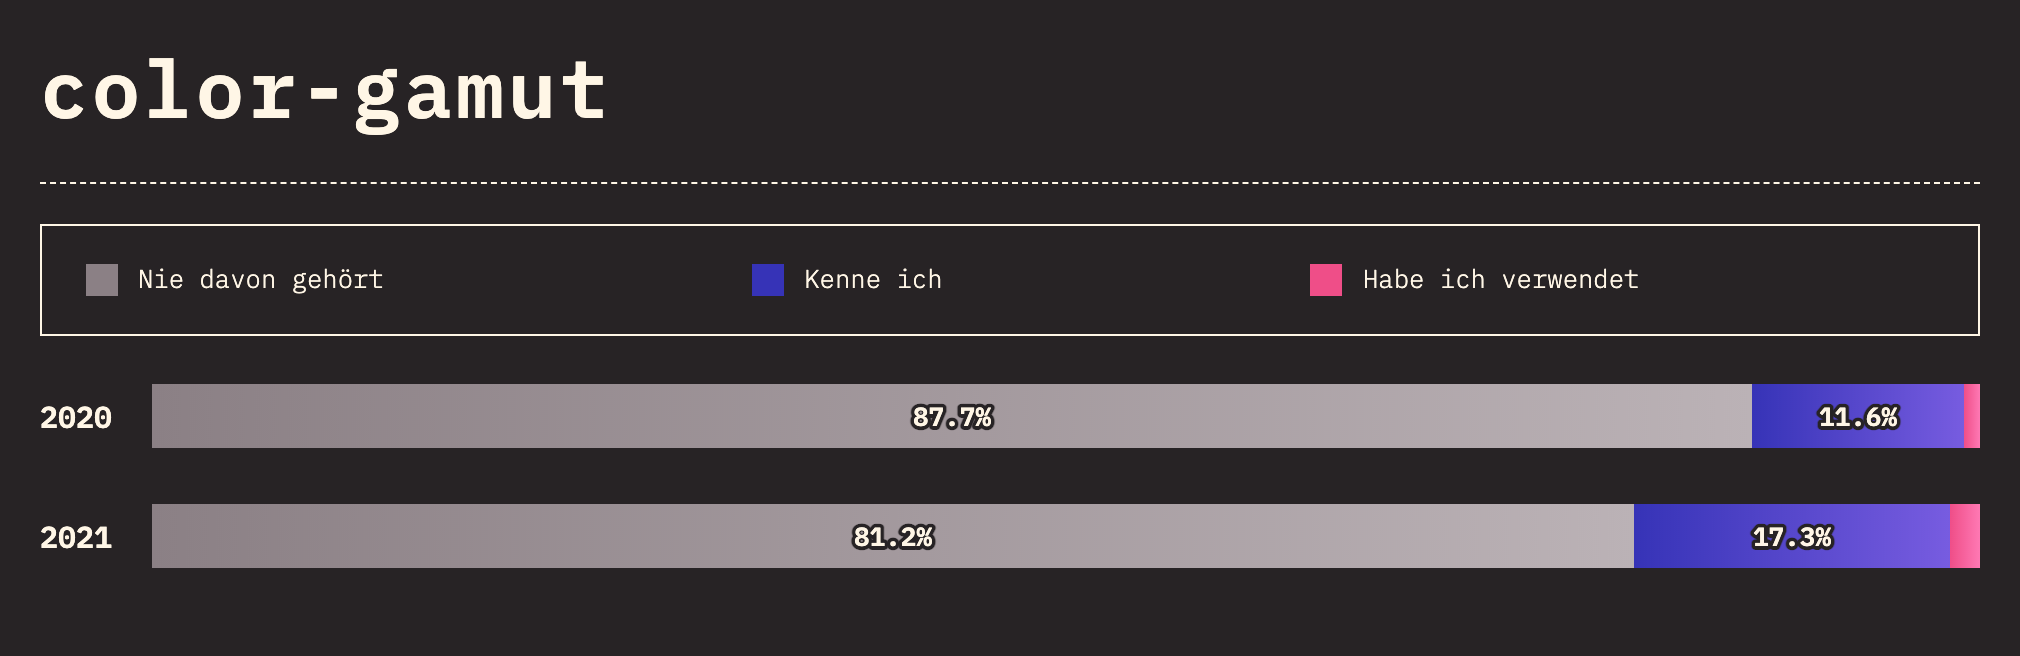 color-gamut
Nie davon gehört
Kenne ich
Habe ich verwendet
2020
87.7%
11.6%
2021
81.2%
17.3%